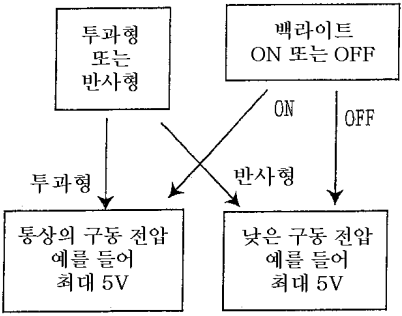 투과형
또는
반사형
백라이트
ON 또는 OFF
ON
OFF
투과형
반사형
통상의 구동 전압
예를 들어
최대 5V
낮은 구동 전압
예를 들어
최대 5V